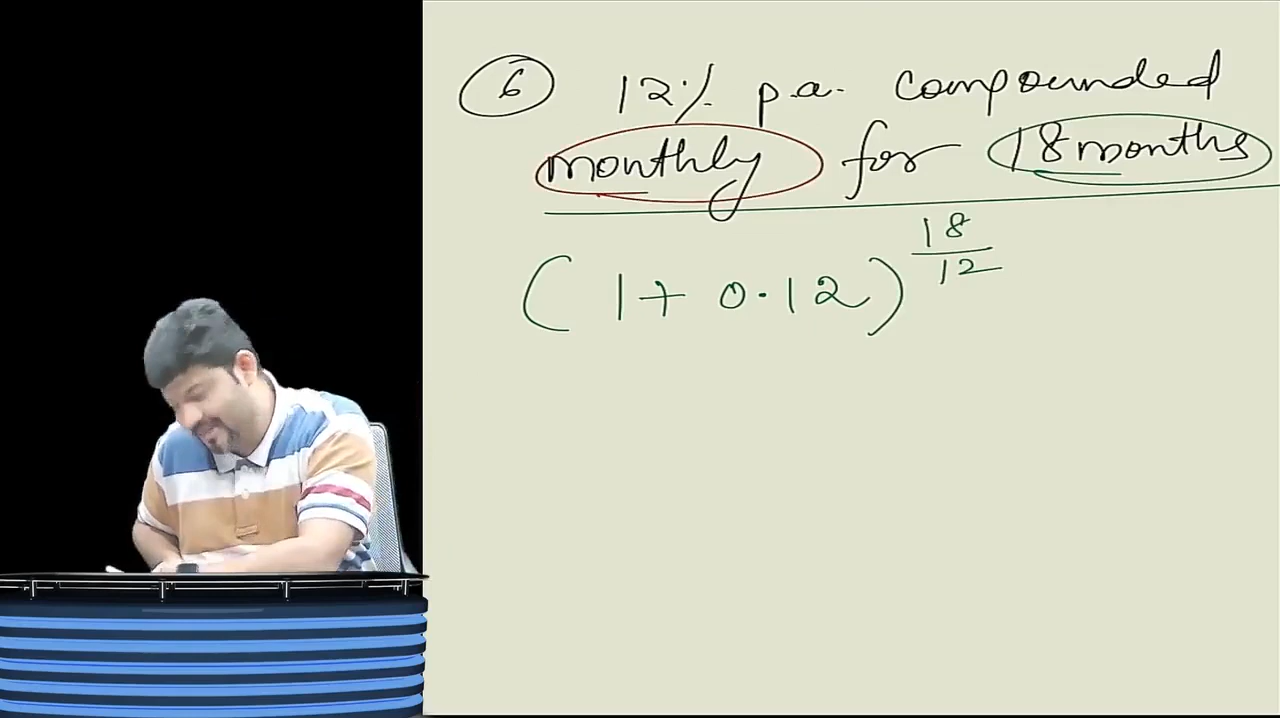 6 12% p.a. compounded
monthly for 18 months
(1 + 0.12)^18/12